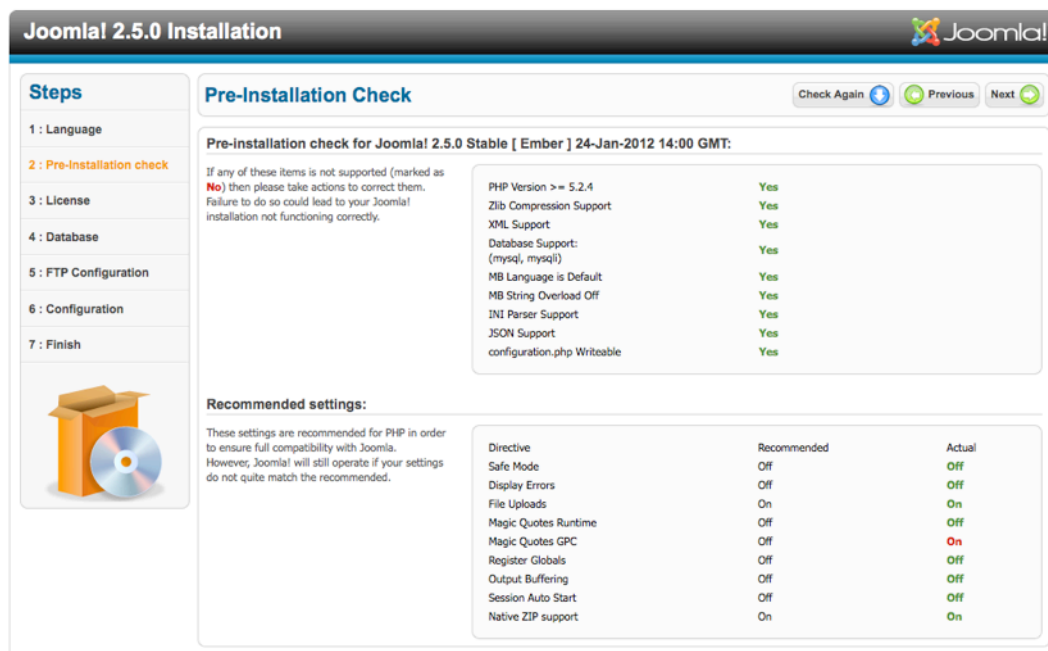 Joomla! 2.5.0 Installation
Joomla!
Steps
1 : Language
2 : Pre-Installation check
3 : License
4 : Database
5 : FTP Configuration
6 : Configuration
7 : Finish
Pre-Installation Check
Check Again
Previous
Next
Pre-installation check for Joomla! 2.5.0 Stable [ Ember ] 24-Jan-2012 14:00 GMT:
If any of these items is not supported (marked as
No) then please take actions to correct them.
Failure to do so could lead to your Joomla!
installation not functioning correctly.
PHP Version >= 5.2.4 Yes
Zlib Compression Support Yes
XML Support Yes
Database Support:
(mysql, mysqli) Yes
MB Language is Default Yes
MB String Overload Off Yes
INI Parser Support Yes
JSON Support Yes
configuration.php Writeable Yes
Recommended settings:
These settings are recommended for PHP in order
to ensure full compatibility with Joomla.
However, Joomla! will still operate if your settings
do not quite match the recommended.
Directive Recommended Actual
Safe Mode Off Off
Display Errors Off Off
File Uploads On On
Magic Quotes Runtime Off Off
Magic Quotes GPC Off On
Register Globals Off Off
Output Buffering Off Off
Session Auto Start Off Off
Native ZIP support On On